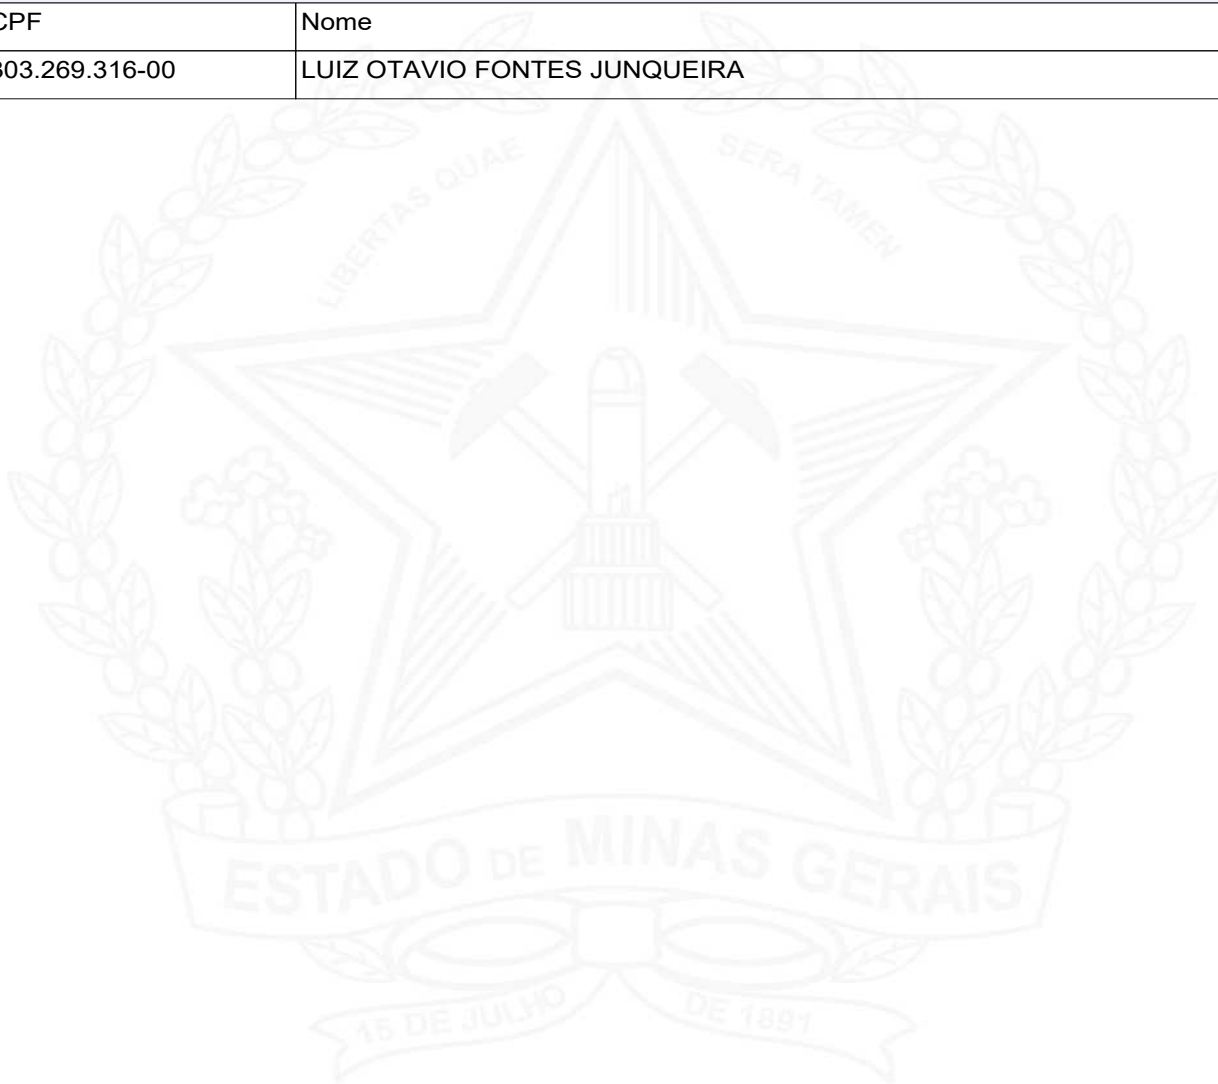 CPF Nome
303.269.316-00 LUIZ OTAVIO FONTES JUNQUEIRA
LIBERTAS QUAE SERA TAMEN
ESTADO DE MINAS GERAIS
15 DE JULHO DE 1891